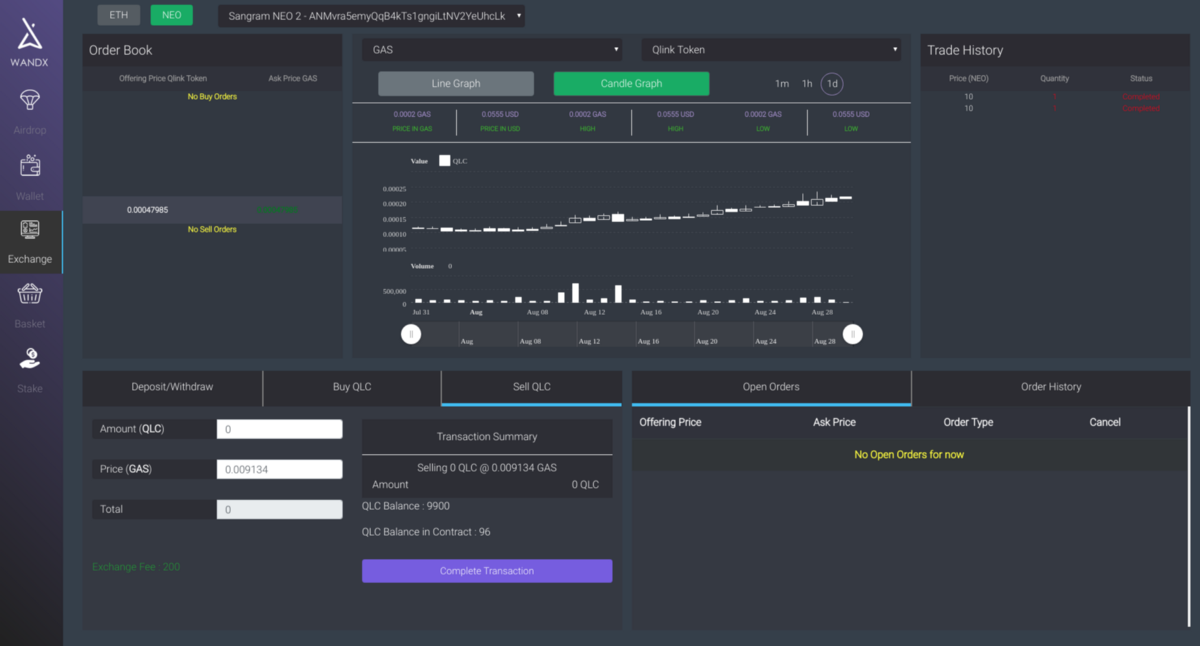 ETH NEO Sangram NEO 2 - ANMvra5emyQqB4kTs1gngiLtNV2YeUhcLk
WANDX
Airdrop
Wallet
Exchange
Basket
Stake
Order Book
Offering Price Qlink Token Ask Price GAS
No Buy Orders
0.00047985
No Sell Orders
GAS Qlink Token
Line Graph Candle Graph 1m 1h 1d
0.0002 GAS 0.0555 USD 0.0002 GAS 0.0555 USD 0.0002 GAS 0.0555 USD
PRICE IN GAS PRICE IN USD HIGH HIGH LOW LOW
Value QLC
0.00025
0.00020
0.00015
0.00010
0.00005
Volume 0
500,000
0
Jul 31 Aug Aug 08 Aug 12 Aug 16 Aug 20 Aug 24 Aug 28
Aug Aug 08 Aug 12 Aug 16 Aug 20 Aug 24 Aug 28
Trade History
Price (NEO) Quantity Status
10 1 Completed
10 1 Completed
Deposit/Withdraw Buy QLC Sell QLC
Amount (QLC) 0
Price (GAS) 0.009134
Total 0
Exchange Fee : 200
Transaction Summary
Selling 0 QLC @ 0.009134 GAS
Amount 0 QLC
QLC Balance : 9900
QLC Balance in Contract : 96
Complete Transaction
Open Orders Order History
Offering Price Ask Price Order Type Cancel
No Open Orders for now